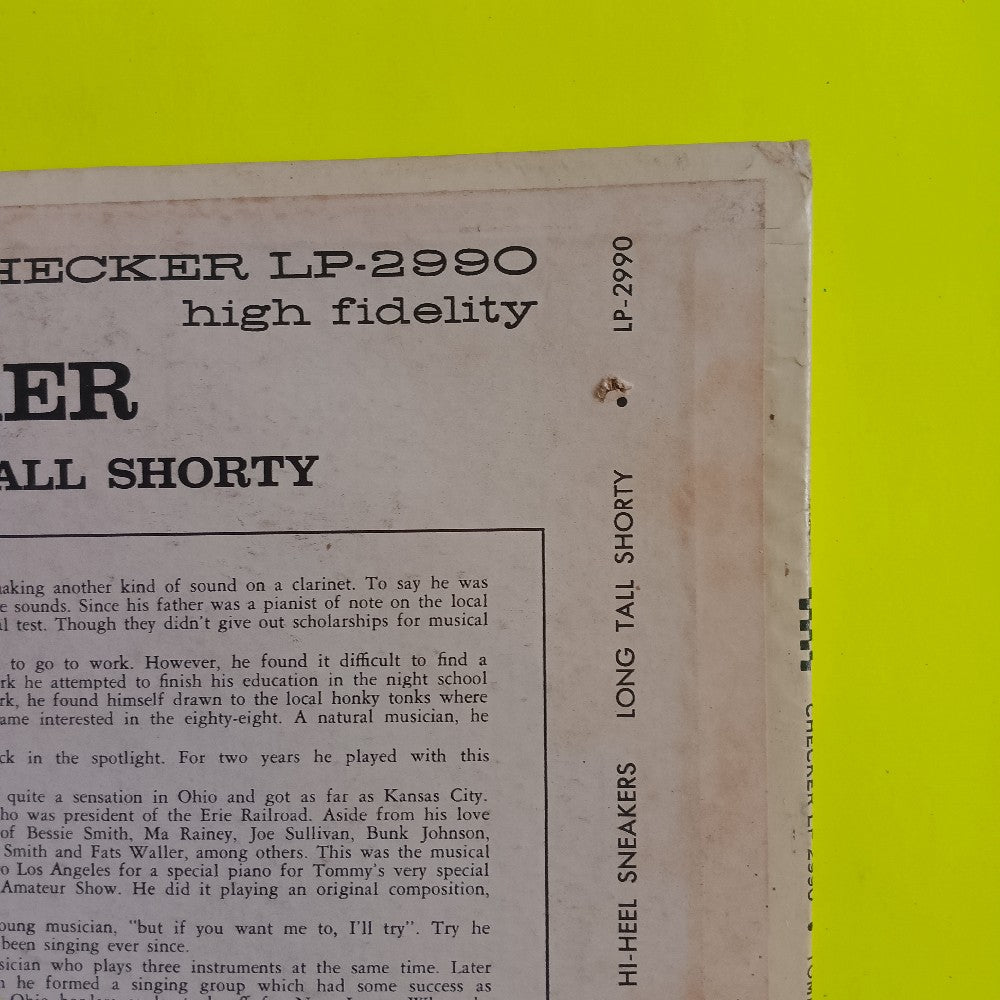 HECKER LP-2990
high fidelity
ER
ALL SHORTY
aking another kind of sound on a clarinet. To say he was
e sounds. Since his father was a pianist of note on the local
l test. Though they didn't give out scholarships for musical
to go to work. However, he found it difficult to find a
rk he attempted to finish his education in the night school
rk, he found himself drawn to the local honky tonks where
ame interested in the eighty-eight. A natural musician, he
ck in the spotlight. For two years he played with this
quite a sensation in Ohio and got as far as Kansas City.
ho was president of the Erie Railroad. Aside from his love
of Bessie Smith, Ma Rainey, Joe Sullivan, Bunk Johnson,
Smith and Fats Waller, among others. This was the musical
o Los Angeles for a special piano for Tommy's very special
Amateur Show. He did it playing an original composition,
oung musician, "but if you want me to, I'll try". Try he
been singing ever since.
sician who plays three instruments at the same time. Later
he formed a singing group which had some success as
HI-HEEL SNEAKERS LONG TALL SHORTY • LP-2990
CHECKER LP 2990 •